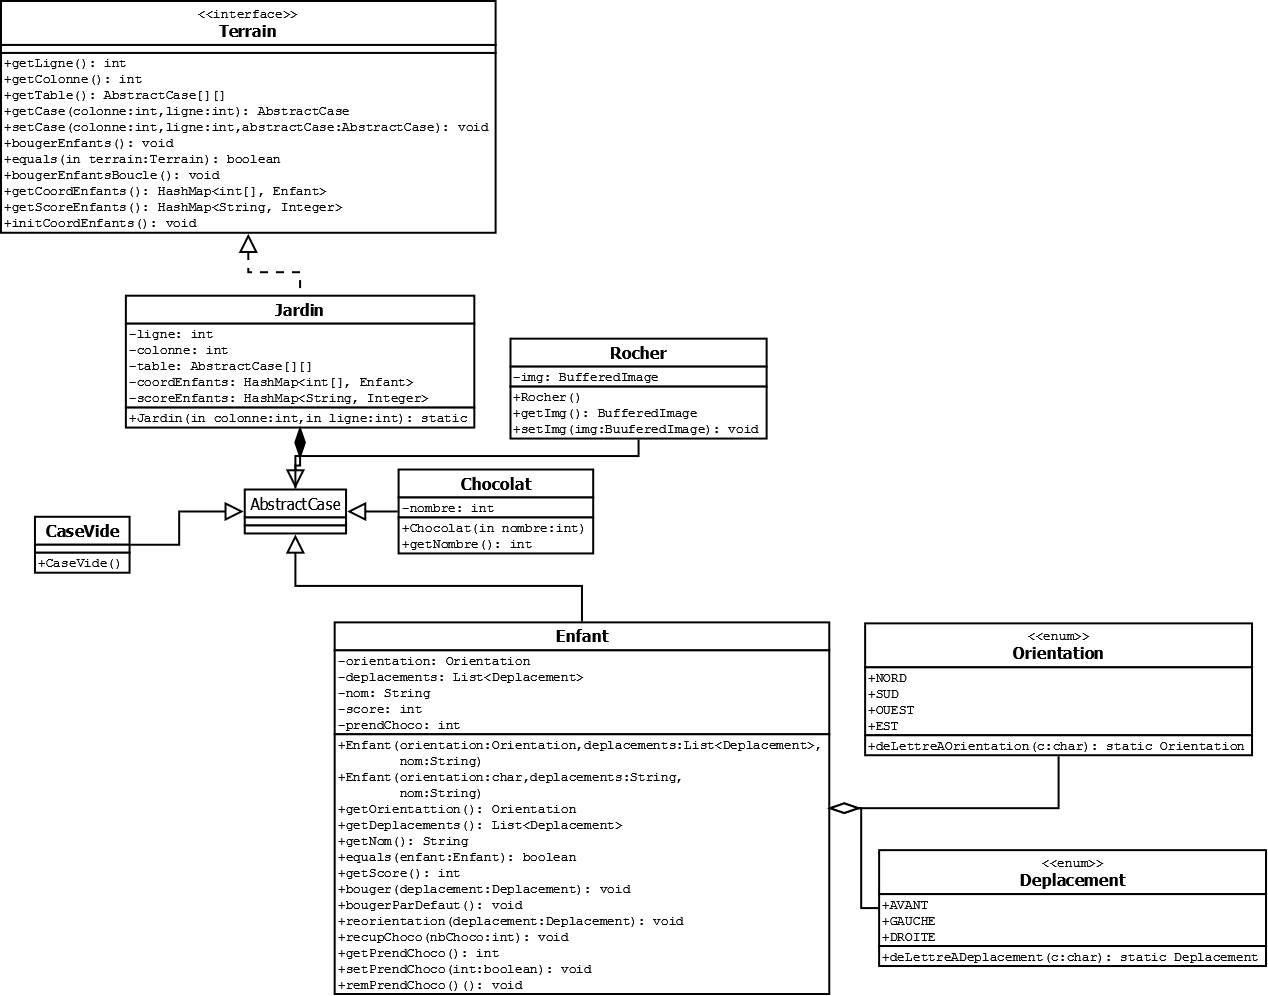 <<interface>>
Terrain
+getLigne(): int
+getColonne(): int
+getTable(): AbstractCase[][]
+getCase(colonne:int,ligne:int): AbstractCase
+setCase(colonne:int,ligne:int,abstractCase:AbstractCase): void
+bougerEnfants(): void
+equals(in terrain:Terrain): boolean
+bougerEnfantsBoucle(): void
+getCoordEnfants(): HashMap<int[], Enfant>
+getScoreEnfants(): HashMap<String, Integer>
+initCoordEnfants(): void
Jardin
-ligne: int
-colonne: int
-table: AbstractCase[][]
-coordEnfants: HashMap<int[], Enfant>
-scoreEnfants: HashMap<String, Integer>
+Jardin(in colonne:int,in ligne:int): static
Rocher
-img: BufferedImage
+Rocher()
+getImg(): BufferedImage
+setImg(img:BuuferedImage): void
AbstractCase
Chocolat
-nombre: int
+Chocolat(in nombre:int)
+getNombre(): int
CaseVide
+CaseVide()
Enfant
-orientation: Orientation
-deplacements: List<Deplacement>
-nom: String
-score: int
-prendChoco: int
+Enfant(orientation:Orientation,deplacements:List<Deplacement>,
nom:String)
+Enfant(orientation:char,deplacements:String,
nom:String)
+getOrientattion(): Orientation
+getDeplacements(): List<Deplacement>
+getNom(): String
+equals(enfant:Enfant): boolean
+getScore(): int
+bouger(deplacement:Deplacement): void
+bougerParDefaut(): void
+reorientation(deplacement:Deplacement): void
+recupChoco(nbChoco:int): void
+getPrendChoco(): int
+setPrendChoco(int:boolean): void
+remPrendChoco()(): void
<<enum>>
Orientation
+NORD
+SUD
+OUEST
+EST
+deLettreAOrientation(c:char): static Orientation
<<enum>>
Deplacement
+AVANT
+GAUCHE
+DROITE
+deLettreADeplacement(c:char): static Deplacement